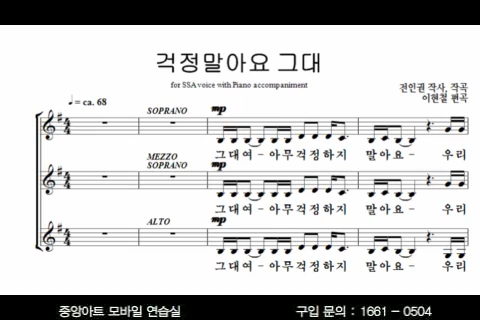 걱정말아요 그대
for SSA voice with Piano accompaniment
전인권 작사, 작곡
이현철 편곡
♩= ca. 68
SOPRANO
mp
그대여-아무걱정하지 말아요- 우리
MEZZO
SOPRANO
mp
그대여-아무걱정하지 말아요- 우리
ALTO
mp
그대여-아무걱정하지 말아요- 우리
중앙아트 모바일 연습실 구입 문의 : 1661 - 0504